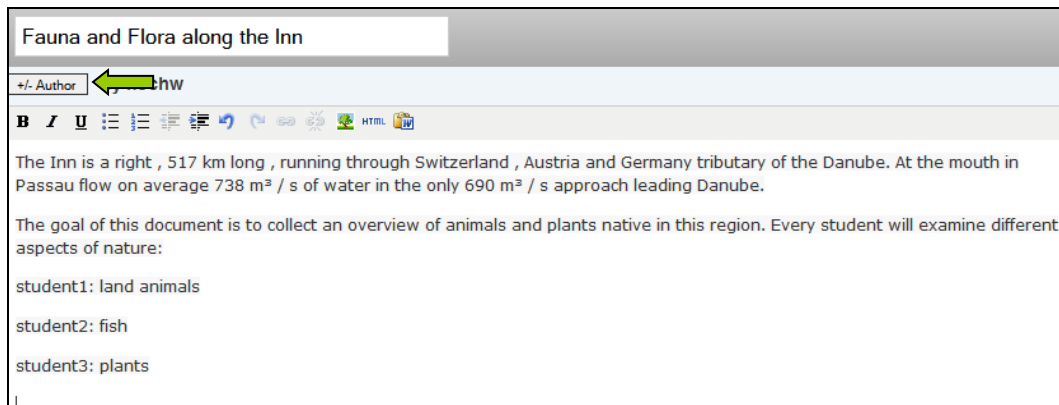 Fauna and Flora along the Inn
+/- Author chw
B I U HTML
The Inn is a right , 517 km long , running through Switzerland , Austria and Germany tributary of the Danube. At the mouth in
Passau flow on average 738 m³ / s of water in the only 690 m³ / s approach leading Danube.
The goal of this document is to collect an overview of animals and plants native in this region. Every student will examine different
aspects of nature:
student1: land animals
student2: fish
student3: plants